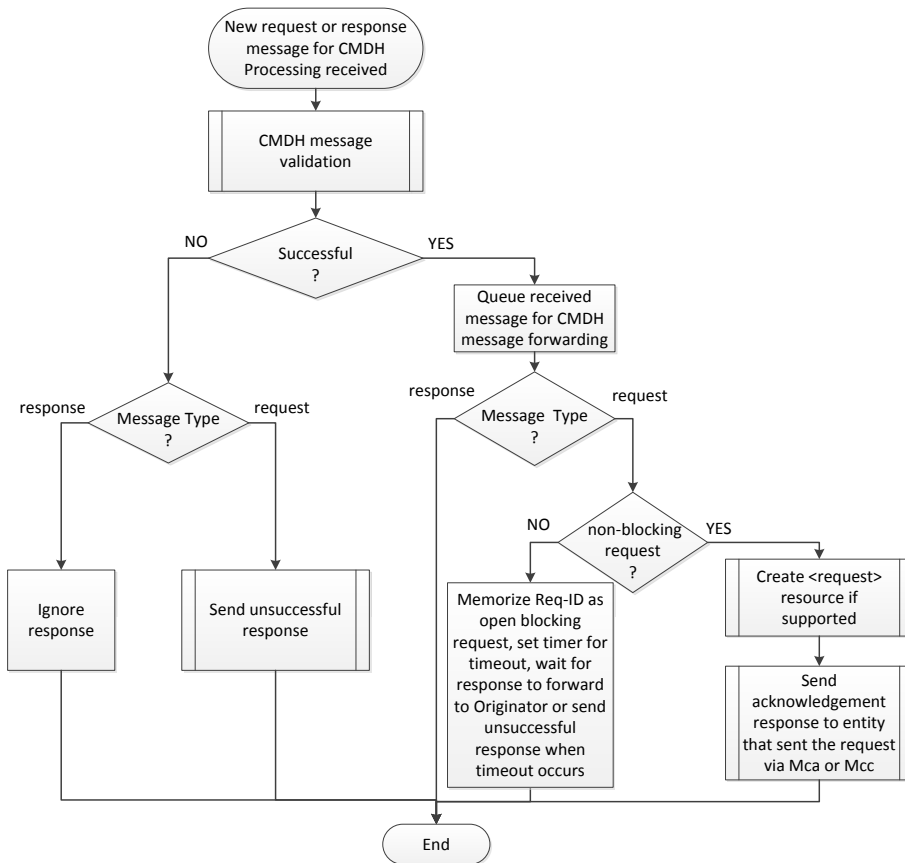 New request or response
message for CMDH
Processing received
CMDH message
validation
NO
Successful
?
YES
Queue received
message for CMDH
message forwarding
response
Message Type
?
request
response
Message  Type
?
request
NO
non-blocking
request
?
YES
Ignore
response
Send unsuccessful
response
Memorize Req-ID as
open blocking
request, set timer for
timeout, wait for
response to forward
to Originator or send
unsuccessful
response when
timeout occurs
Create <request>
resource if
supported
Send
acknowledgement
response to entity
that sent the request
via Mca or Mcc
End